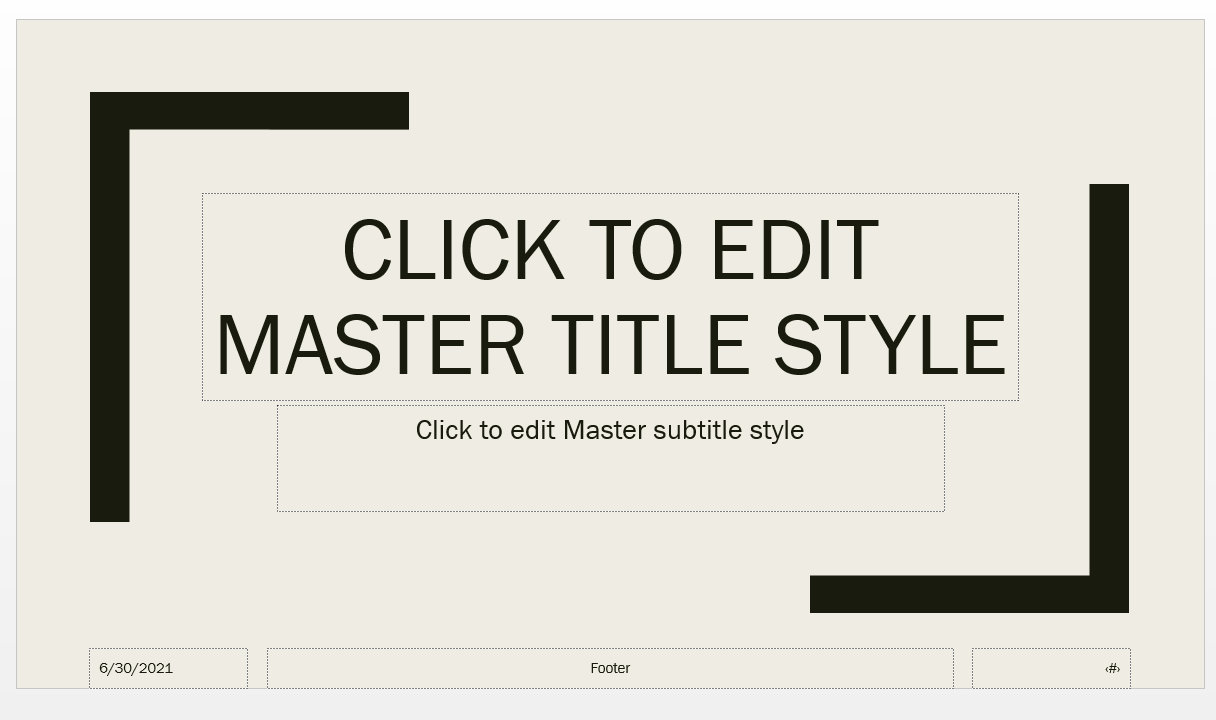 CLICK TO EDIT
MASTER TITLE STYLE
Click to edit Master subtitle style
6/30/2021
Footer
‹#›